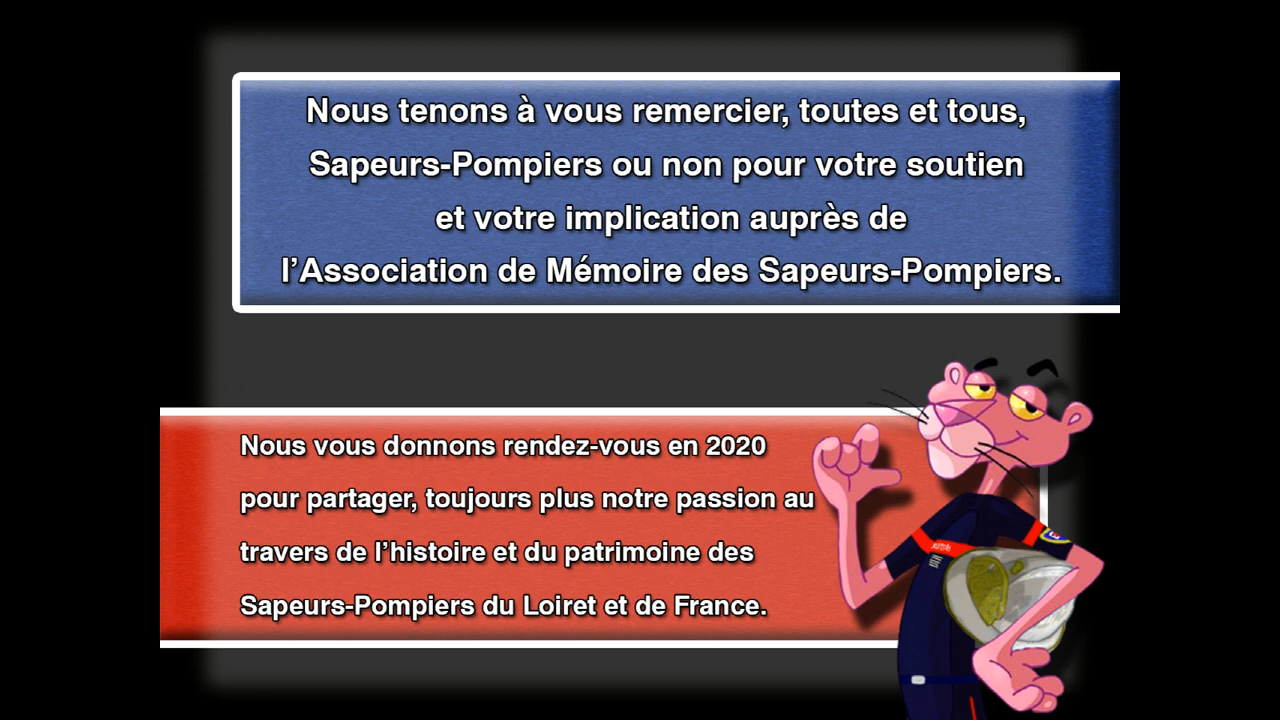 Nous tenons à vous remercier, toutes et tous,
Sapeurs-Pompiers ou non pour votre soutien
et votre implication auprès de
l’Association de Mémoire des Sapeurs-Pompiers.
Nous vous donnons rendez-vous en 2020
pour partager, toujours plus notre passion au
travers de l’histoire et du patrimoine des
Sapeurs-Pompiers du Loiret et de France.